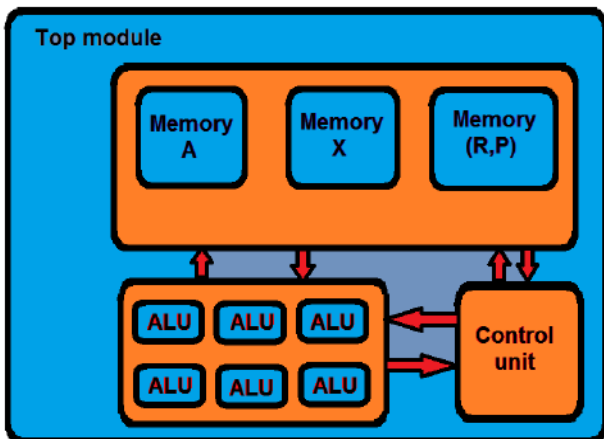 Top module
Memory
A
Memory
X
Memory
(R,P)
ALU
ALU
ALU
ALU
ALU
ALU
Control
unit